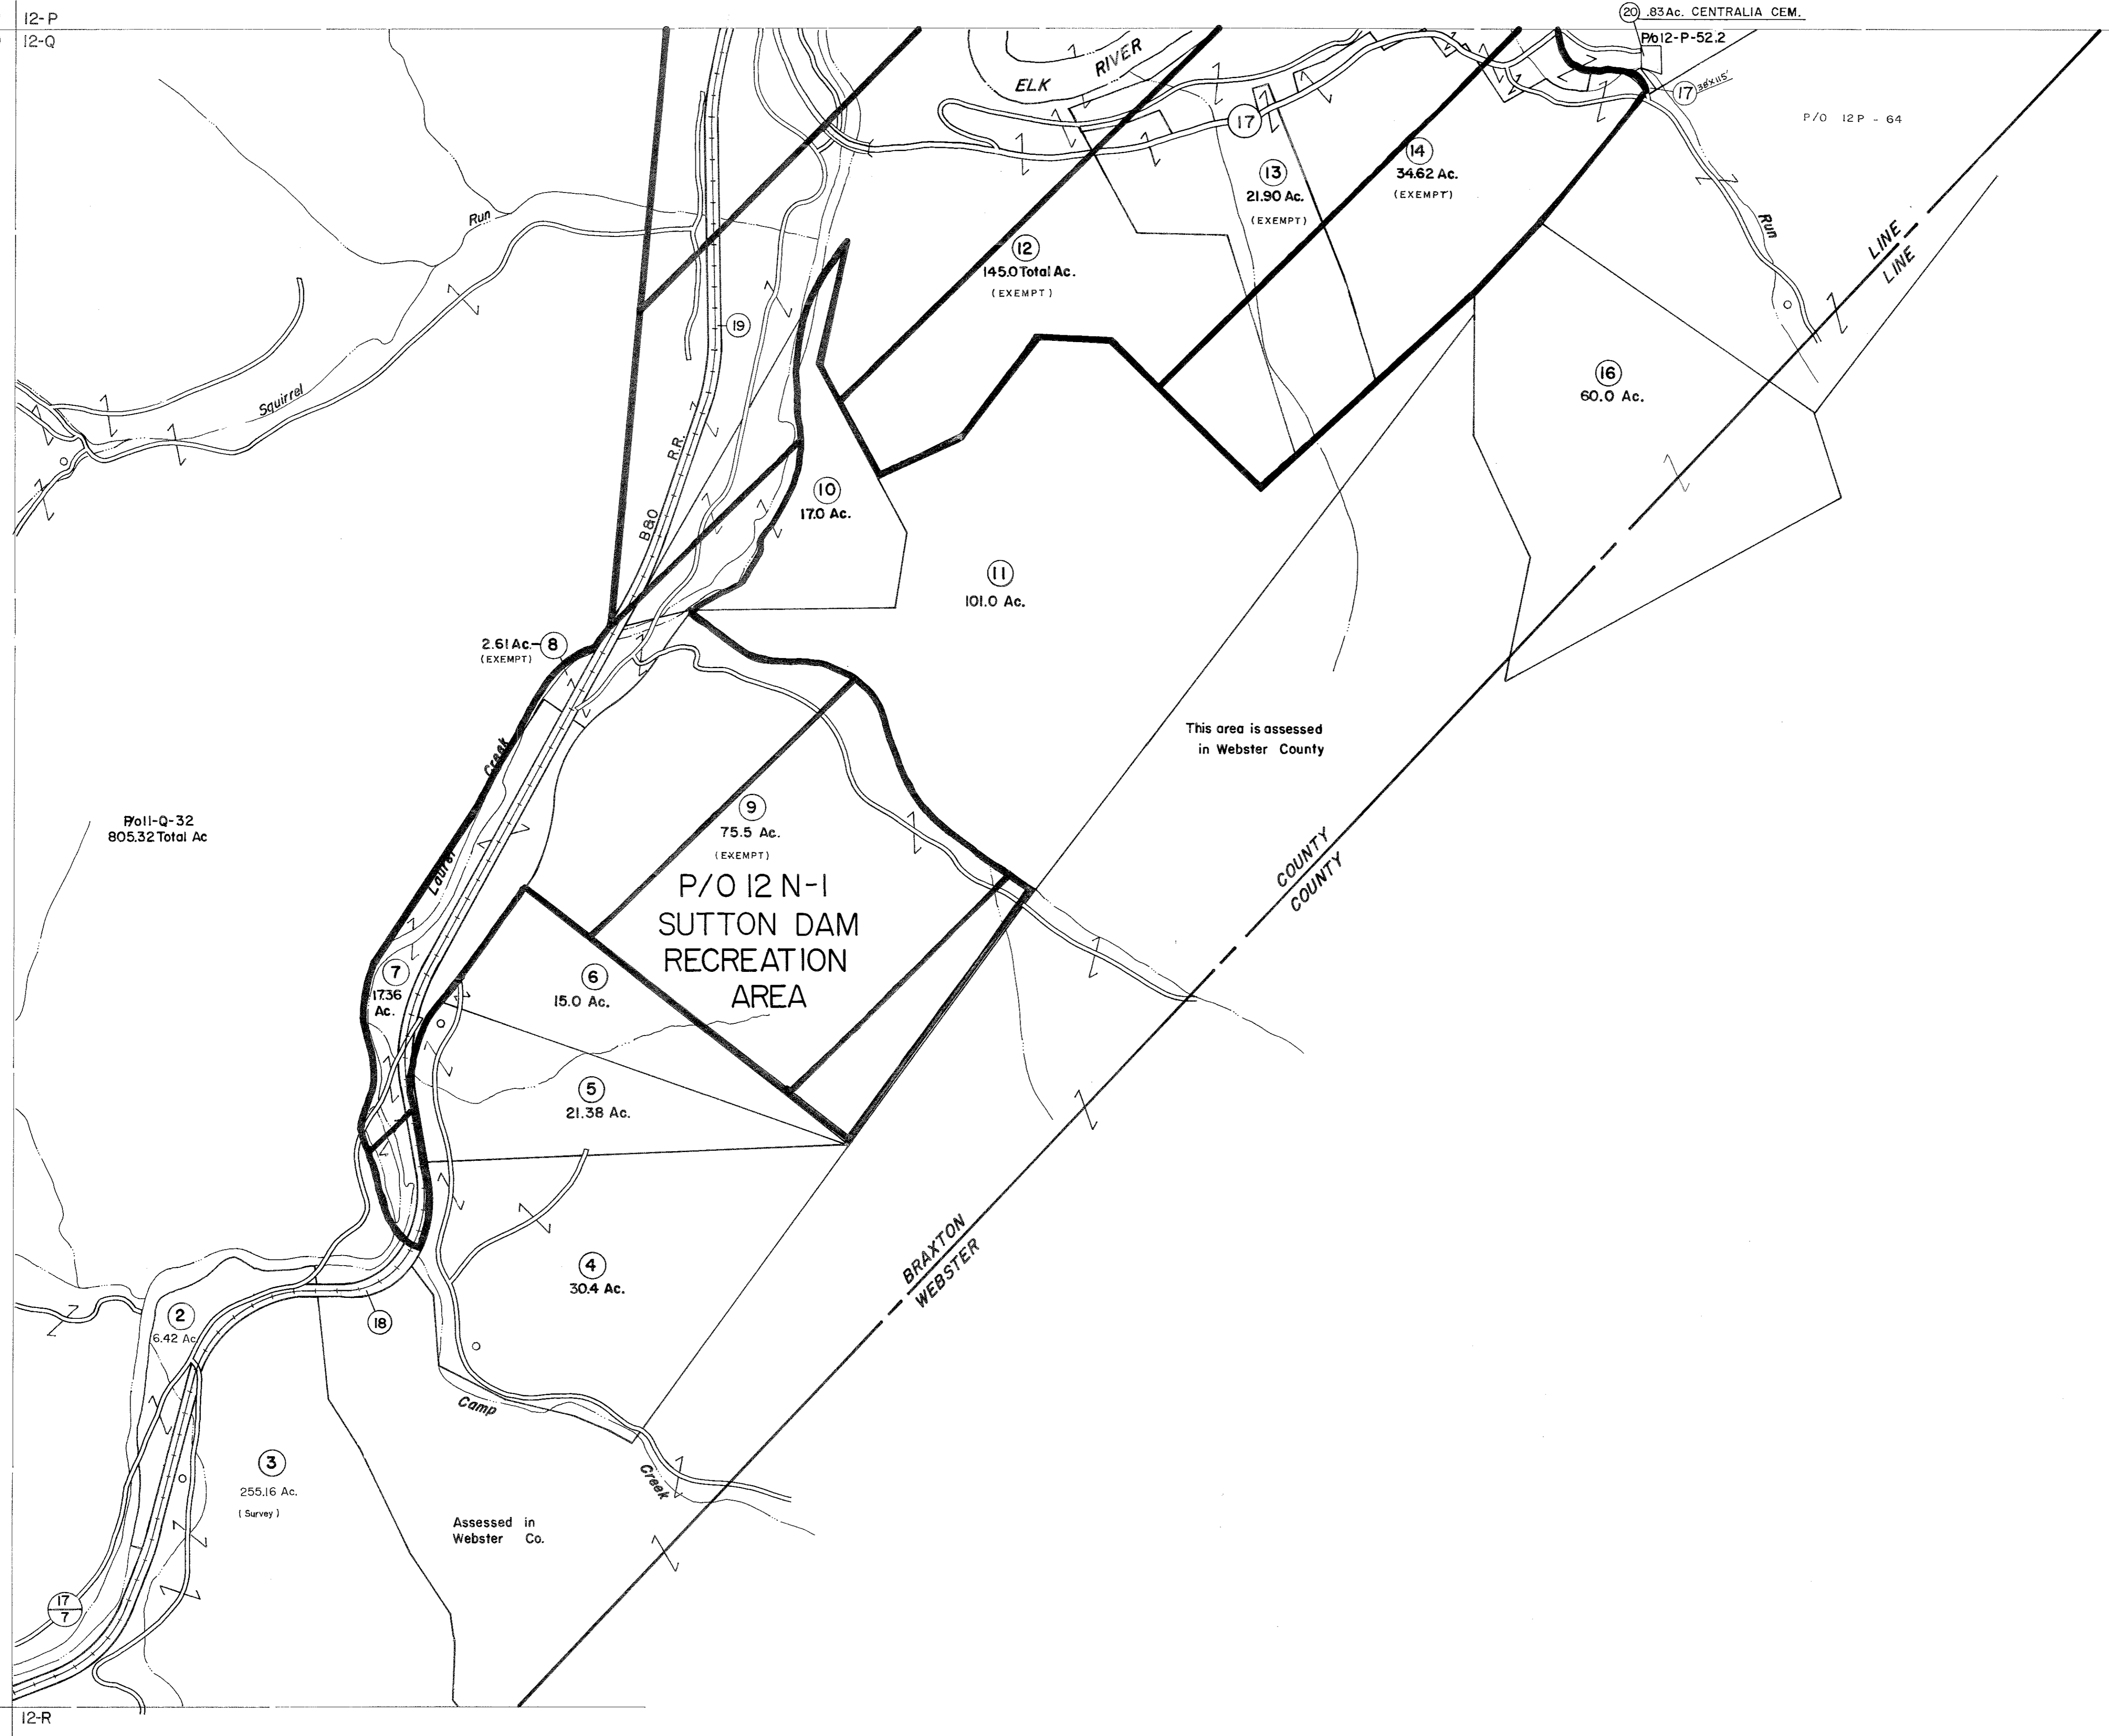 12-P
12-Q
20 .83Ac. CENTRALIA CEM.
P/o12-P-52.2
17 38'X115'
P/O 12P - 64
ELK RIVER
17
14
34.62 Ac.
(EXEMPT)
13
21.90 Ac.
(EXEMPT)
12
145.0 Total Ac.
(EXEMPT)
Run
Squirrel
Run
LINE
LINE
19
16
60.0 Ac.
B&O R.R.
10
17.0 Ac.
11
101.0 Ac.
2.61 Ac. 8
(EXEMPT)
This area is assessed
in Webster County
Laurel Creek
P/o11-Q-32
805.32 Total Ac
9
75.5 Ac.
(EXEMPT)
P/O 12 N-1
SUTTON DAM
RECREATION
AREA
COUNTY
COUNTY
7
17.36
Ac.
6
15.0 Ac.
5
21.38 Ac.
4
30.4 Ac.
BRAXTON
WEBSTER
2
6.42 Ac
18
Camp
Creek
3
255.16 Ac.
(Survey)
Assessed in
Webster Co.
17
7
12-R